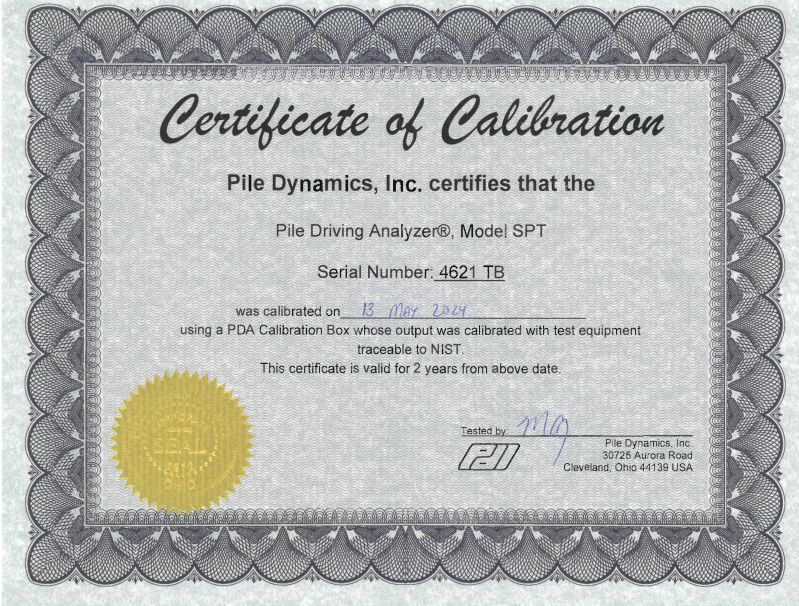 Certificate of Calibration
Pile Dynamics, Inc. certifies that the
Pile Driving Analyzer®, Model SPT
Serial Number: 4621 TB
was calibrated on 13 MAY 2024
using a PDA Calibration Box whose output was calibrated with test equipment
traceable to NIST.
This certificate is valid for 2 years from above date.
SEAL
Tested by:
PDI
Pile Dynamics, Inc.
30725 Aurora Road
Cleveland, Ohio 44139 USA